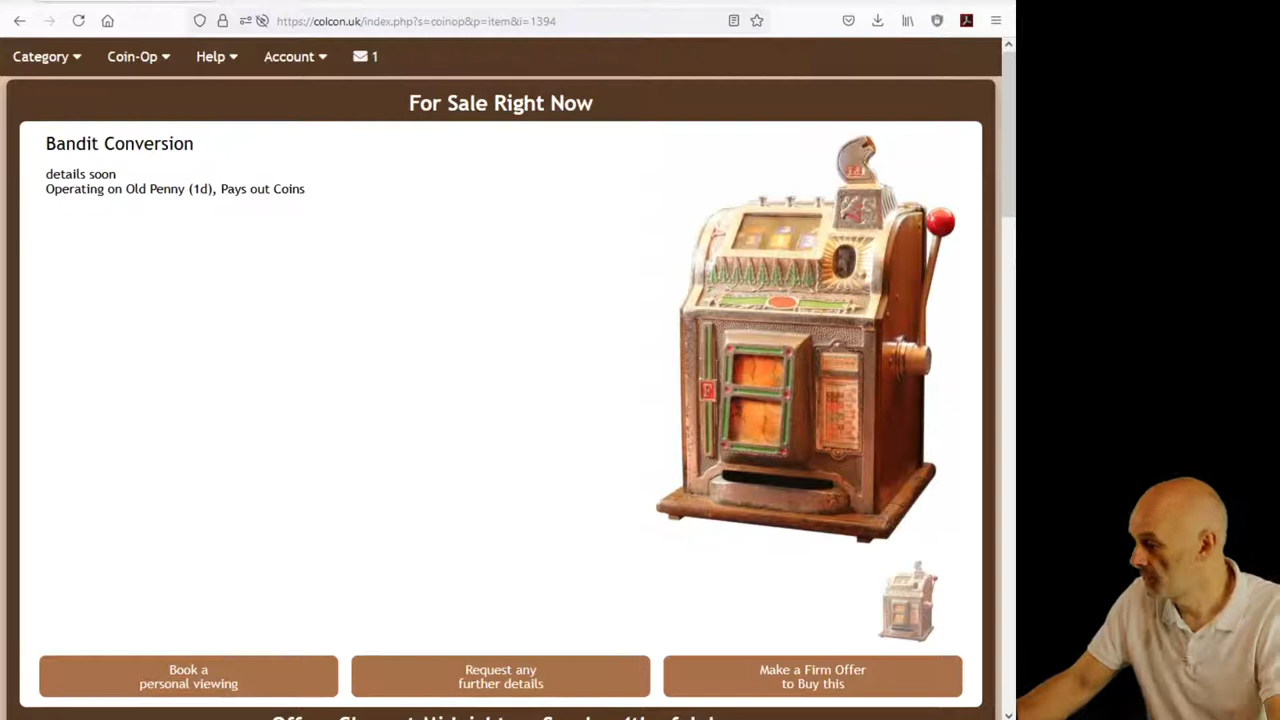 https://colcon.uk/index.php?s=coinop&p=item&i=1394
Category
Coin-Op
Help
Account
1
For Sale Right Now
Bandit Conversion
details soon
Operating on Old Penny (1d), Pays out Coins
1d
F
Book a
personal viewing
Request any
further details
Make a Firm Offer
to Buy this